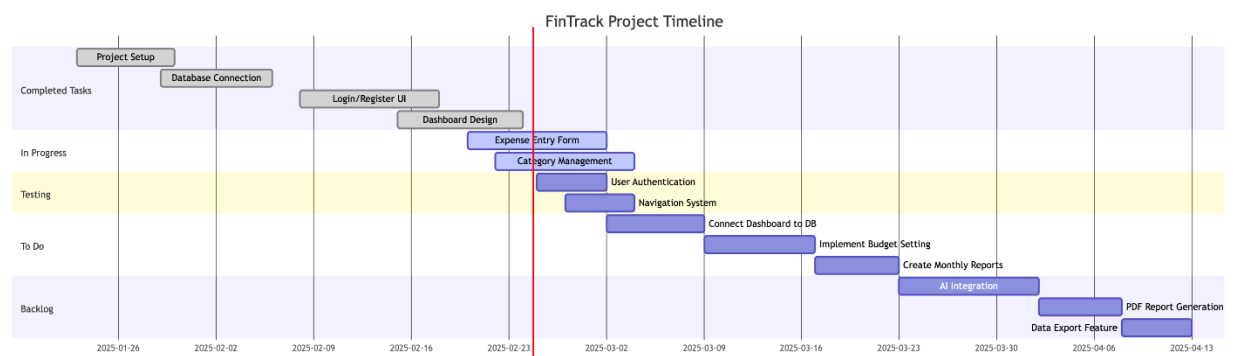 FinTrack Project Timeline
Project Setup
Database Connection
Completed Tasks
Login/Register UI
Dashboard Design
Expense Entry Form
In Progress
Category Management
User Authentication
Testing
Navigation System
Connect Dashboard to DB
To Do
Implement Budget Setting
Create Monthly Reports
AI Integration
Backlog
PDF Report Generation
Data Export Feature
2025-01-26 2025-02-02 2025-02-09 2025-02-16 2025-02-23 2025-03-02 2025-03-09 2025-03-16 2025-03-23 2025-03-30 2025-04-06 2025-04-13